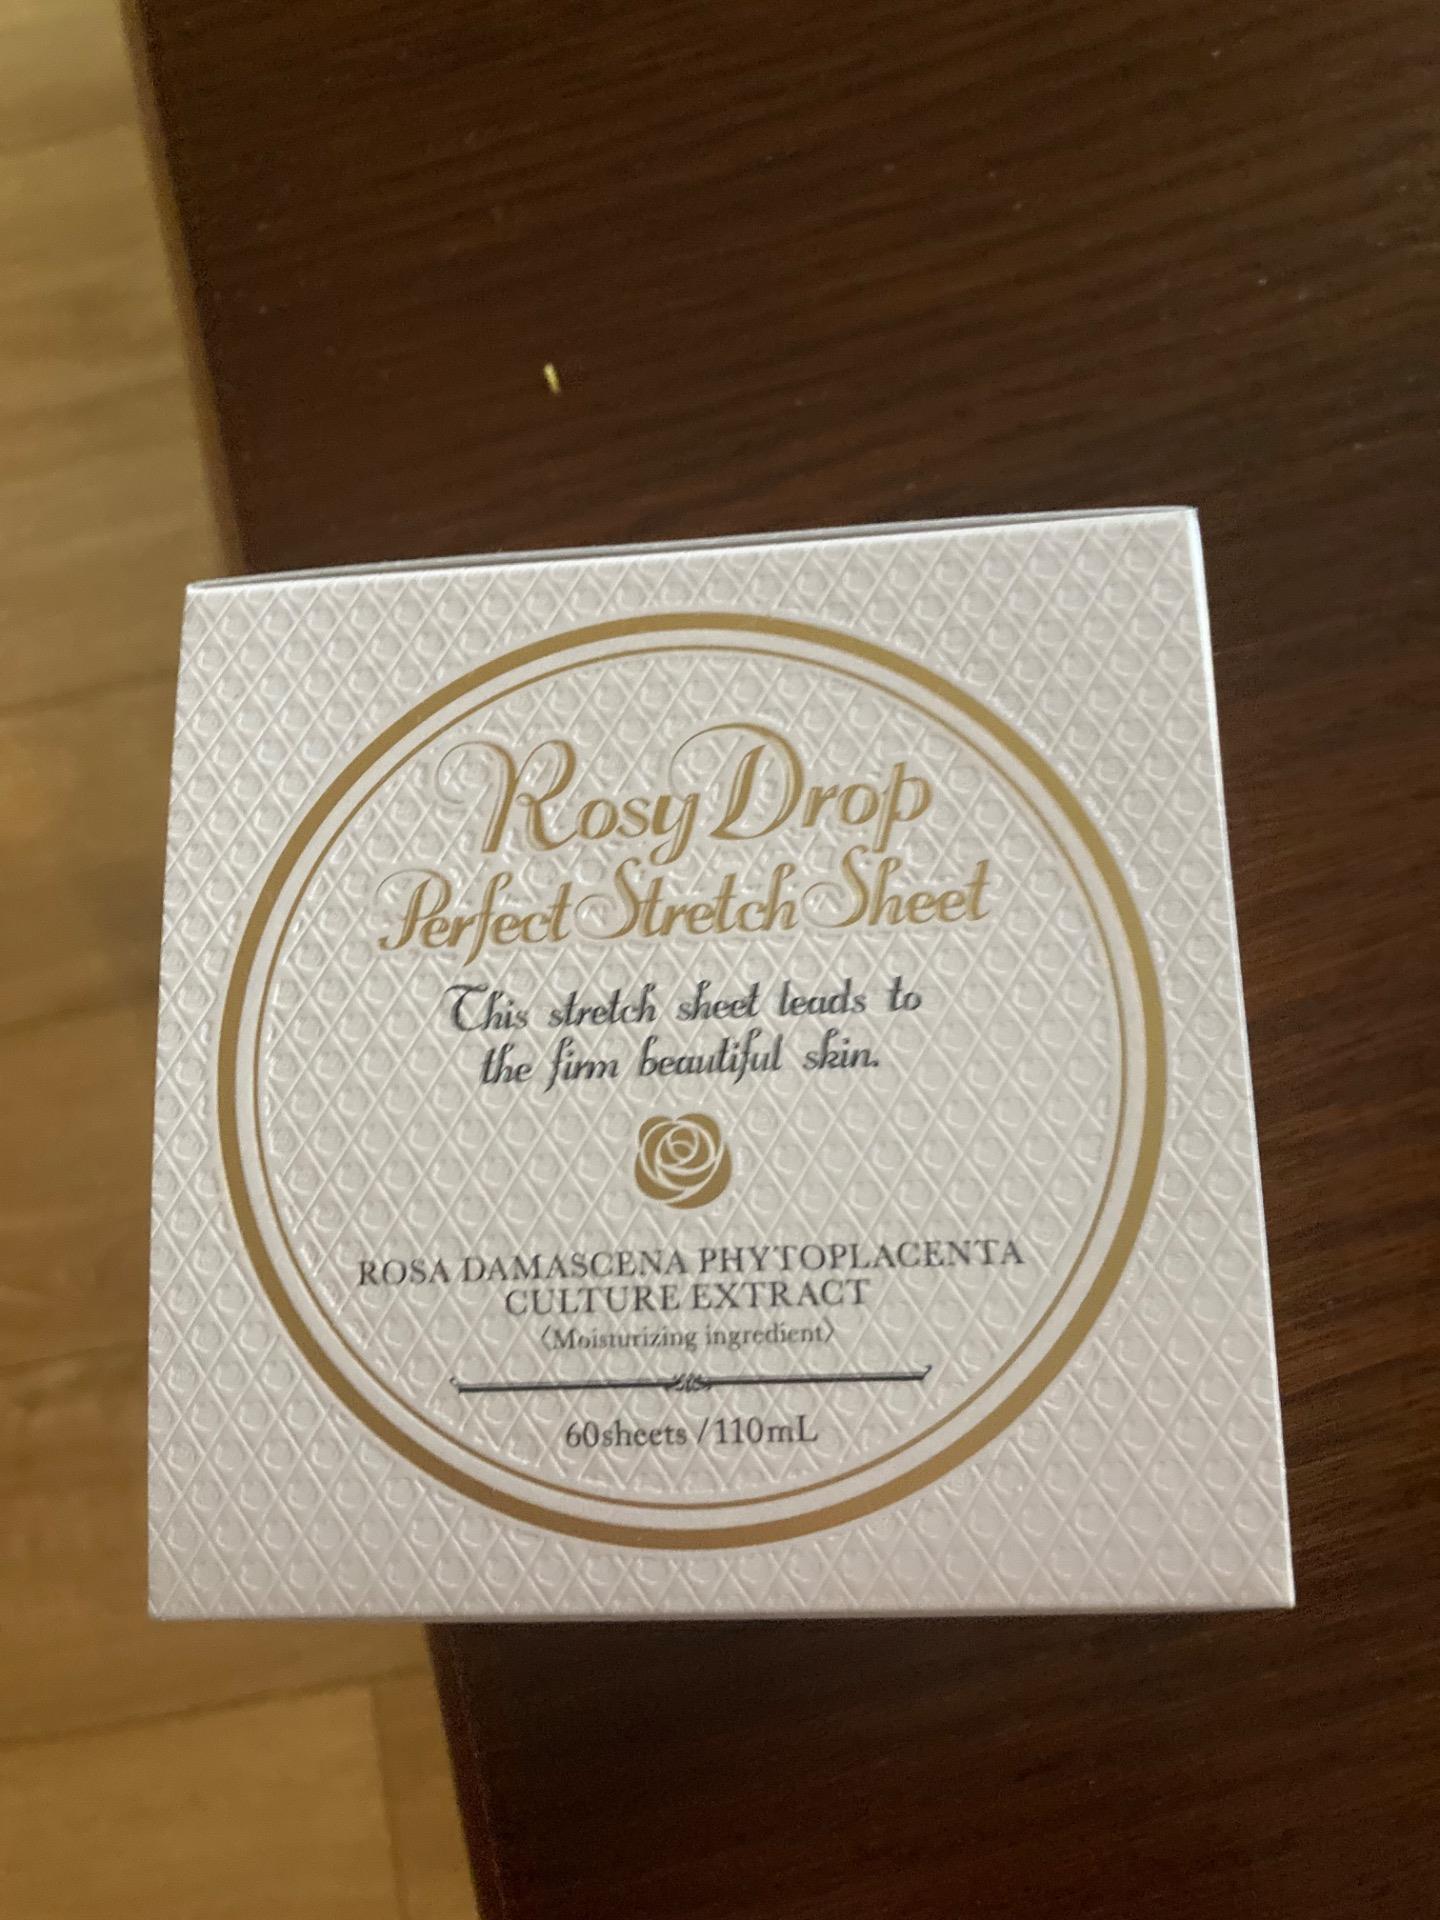 Rosy Drop
Perfect Stretch Sheet
This stretch sheet leads to
the firm beautiful skin.
ROSA DAMASCENA PHYTOPLACENTA
CULTURE EXTRACT
〈Moisturizing ingredient〉
60sheets / 110mL